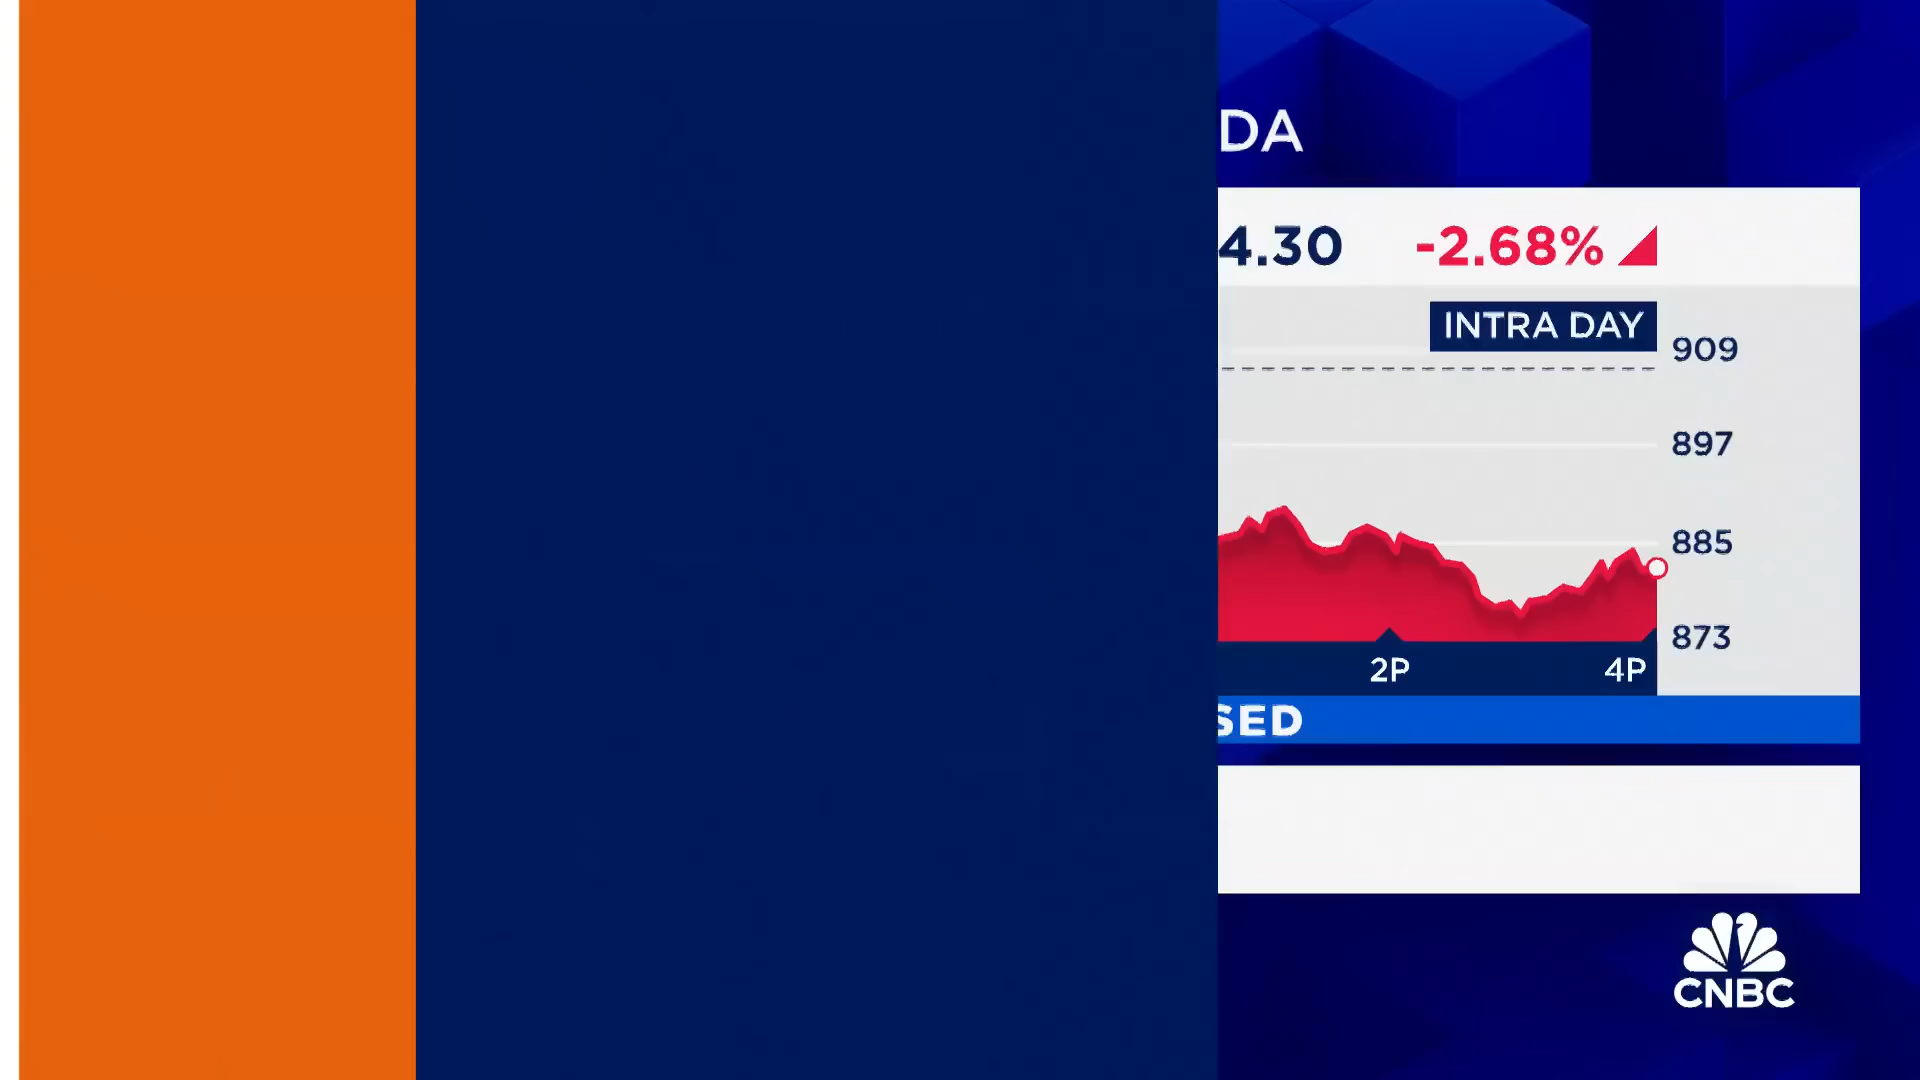 DA
4.30 -2.68%
INTRA DAY
909
897
885
873
2P 4P
SED
CNBC